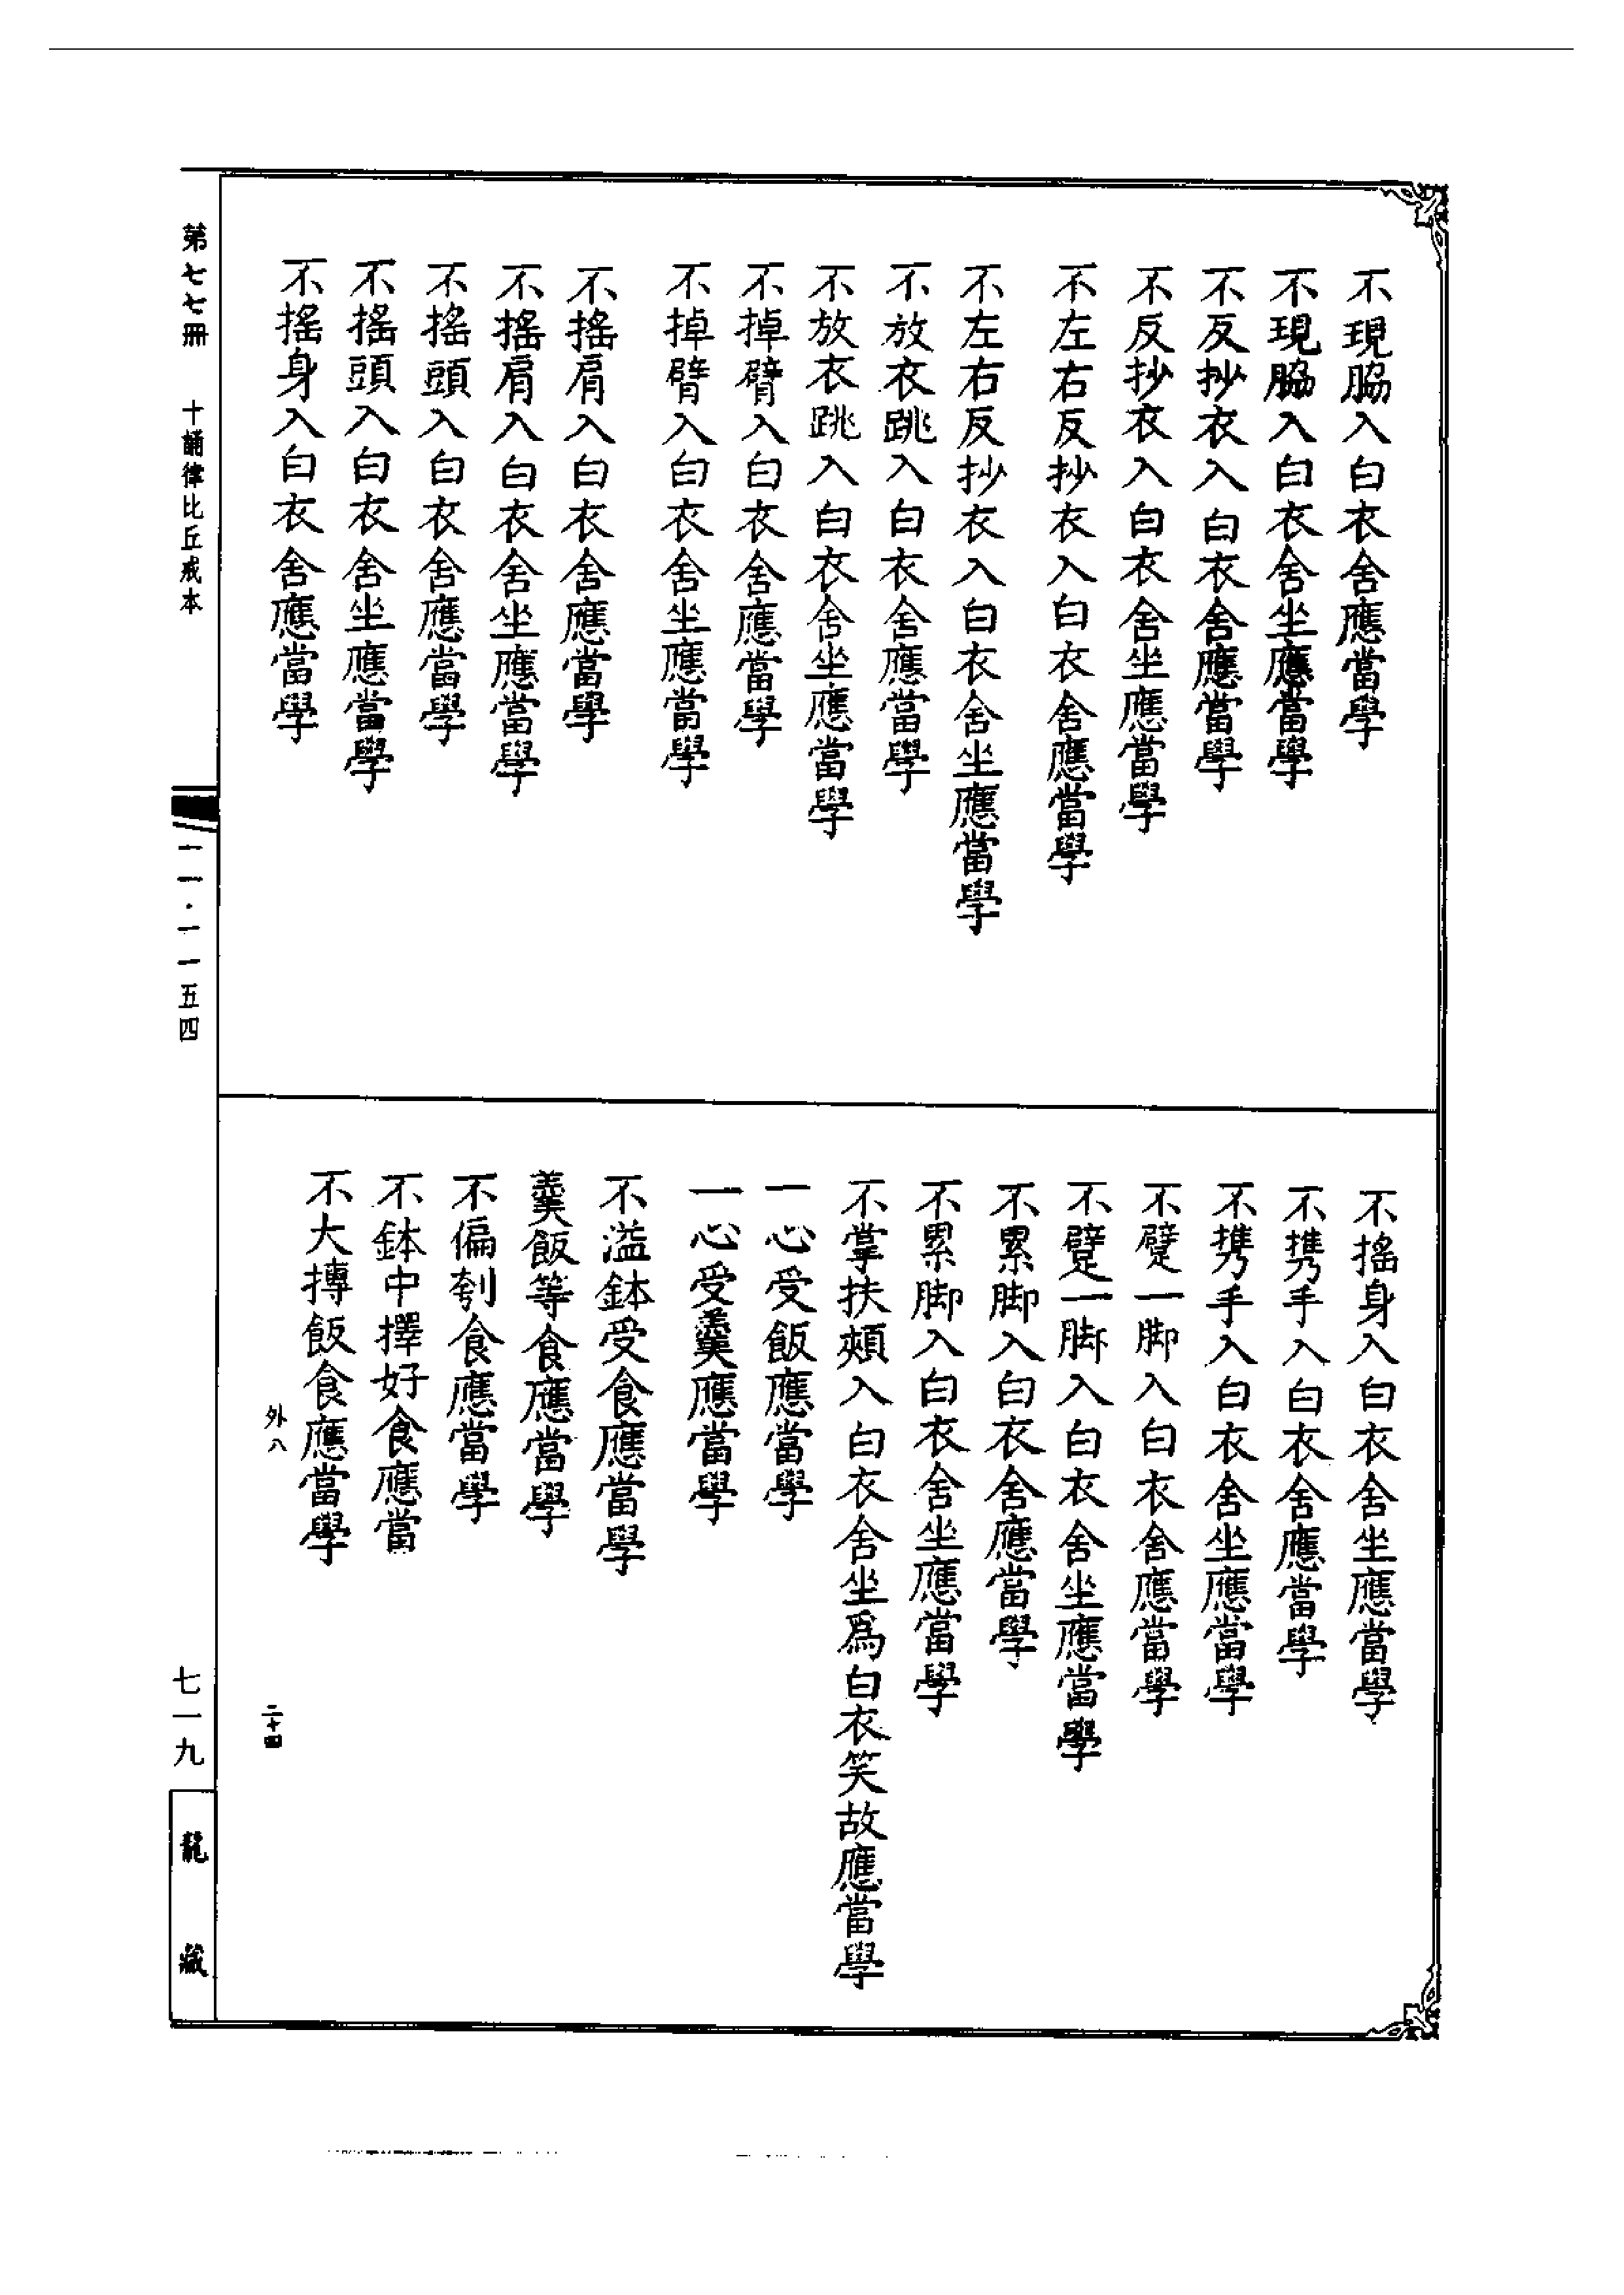 不現脇入白衣舍應當學
不現脇入白衣舍坐應當學
不反抄衣入白衣舍應當學
不反抄衣入白衣舍坐應當學
不左右反抄衣入白衣舍應當學
不左右反抄衣入白衣舍坐應當學
不放衣跳入白衣舍應當學
不放衣跳入白衣舍坐應當學
不掉臂入白衣舍應當學
不掉臂入白衣舍坐應當學
不搖肩入白衣舍應當學
不搖肩入白衣舍坐應當學
不搖頭入白衣舍應當學
不搖頭入白衣舍坐應當學
不搖身入白衣舍應當學
不搖身入白衣舍坐應當學
不携手入白衣舍應當學
不携手入白衣舍坐應當學
不躄一脚入白衣舍應當學
不躄一脚入白衣舍坐應當學
不累脚入白衣舍應當學
不累脚入白衣舍坐應當學
不掌扶頰入白衣舍坐爲白衣笑故應當學
一心受飯應當學
一心受羹應當學
不溢鉢受食應當學
羹飯等食應當學
不偏刳食應當學
不鉢中擇好食應當
不大摶飯食應當學
外八
二十四
第七七冊
十誦律比丘戒本
一一·一一五四
七一九
龍藏